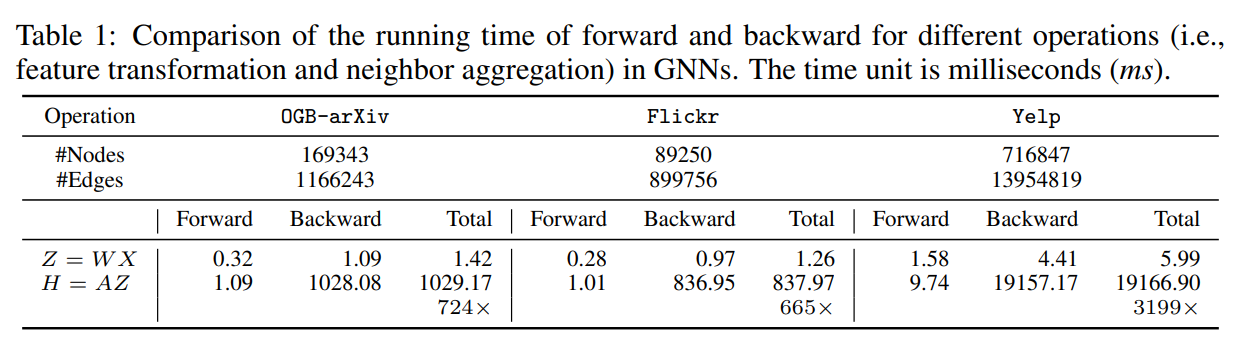 Table 1: Comparison of the running time of forward and backward for different operations (i.e.,
feature transformation and neighbor aggregation) in GNNs. The time unit is milliseconds (ms).
Operation OGB-arXiv Flickr Yelp
#Nodes 169343 89250 716847
#Edges 1166243 899756 13954819
Forward Backward Total Forward Backward Total Forward Backward Total
Z = WX 0.32 1.09 1.42 0.28 0.97 1.26 1.58 4.41 5.99
H = AZ 1.09 1028.08 1029.17 1.01 836.95 837.97 9.74 19157.17 19166.90
724× 665× 3199×